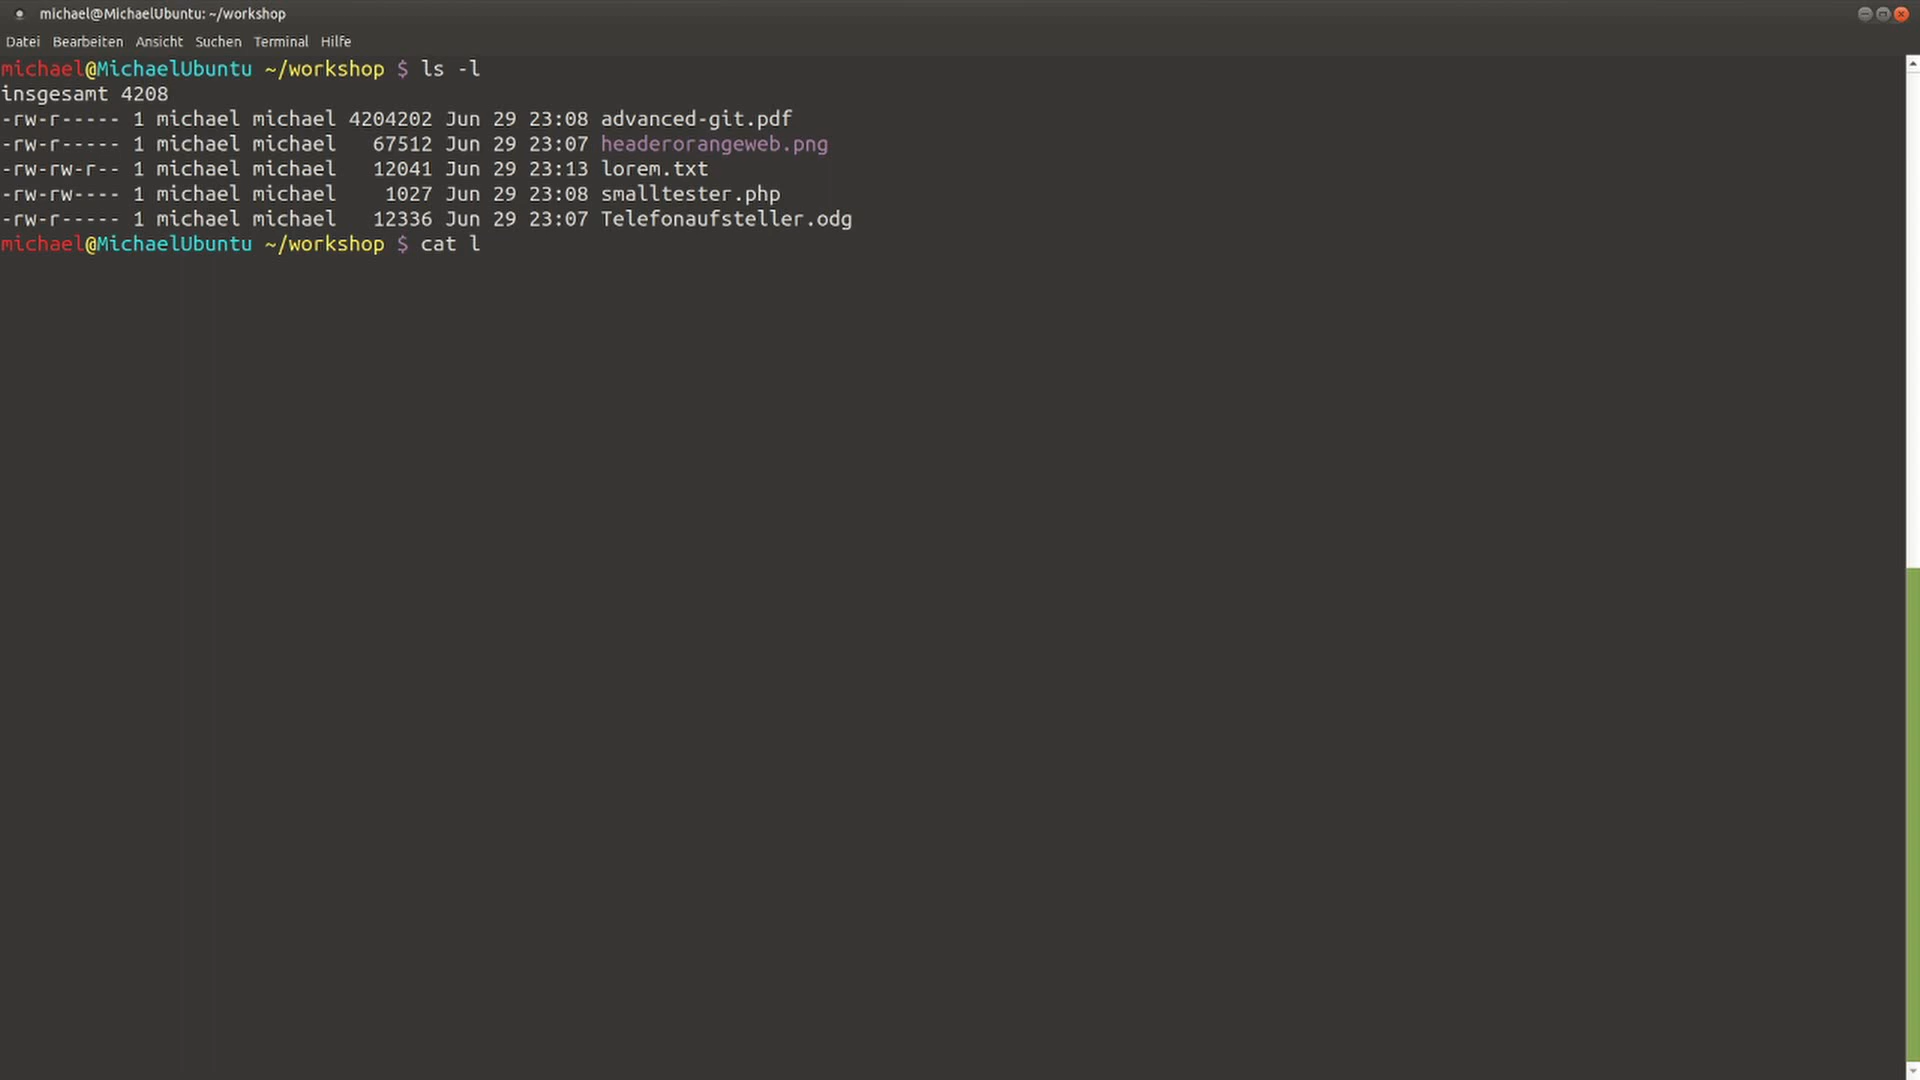 michael@MichaelUbuntu: ~/workshop
Datei Bearbeiten Ansicht Suchen Terminal Hilfe
michael@MichaelUbuntu ~/workshop $ ls -l
insgesamt 4208
-rw-r----- 1 michael michael 4204202 Jun 29 23:08 advanced-git.pdf
-rw-r----- 1 michael michael   67512 Jun 29 23:07 headerorangeweb.png
-rw-rw-r-- 1 michael michael   12041 Jun 29 23:13 lorem.txt
-rw-rw---- 1 michael michael    1027 Jun 29 23:08 smalltester.php
-rw-r----- 1 michael michael   12336 Jun 29 23:07 Telefonaufsteller.odg
michael@MichaelUbuntu ~/workshop $ cat l